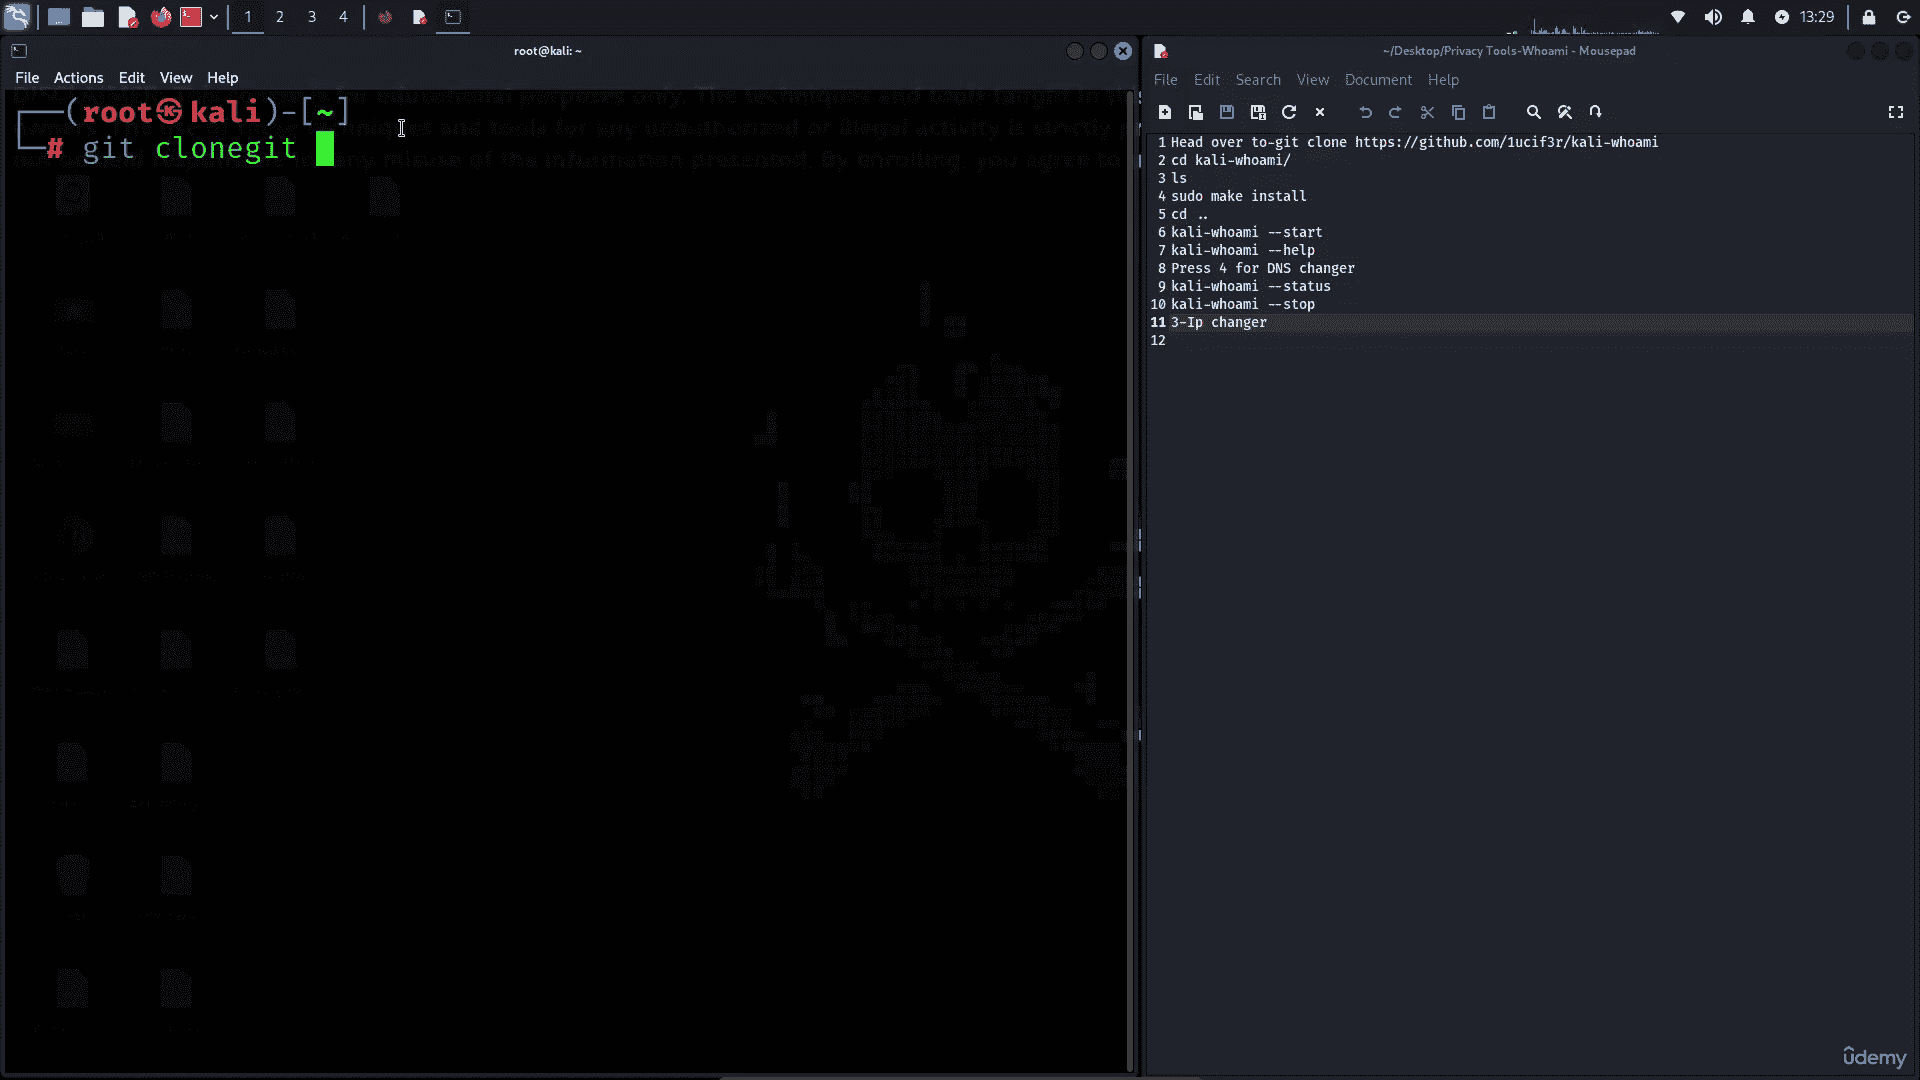 1 2 3 4
13:29
root@kali: ~
File Actions Edit View Help
┌──(root㉿kali)-[~]
└─# git clonegit
~/Desktop/Privacy Tools-Whoami - Mousepad
File Edit Search View Document Help
1 Head over to-git clone https://github.com/1ucif3r/kali-whoami
2 cd kali-whoami/
3 ls
4 sudo make install
5 cd ..
6 kali-whoami --start
7 kali-whoami --help
8 Press 4 for DNS changer
9 kali-whoami --status
10 kali-whoami --stop
11 3-Ip changer
12
ûdemy